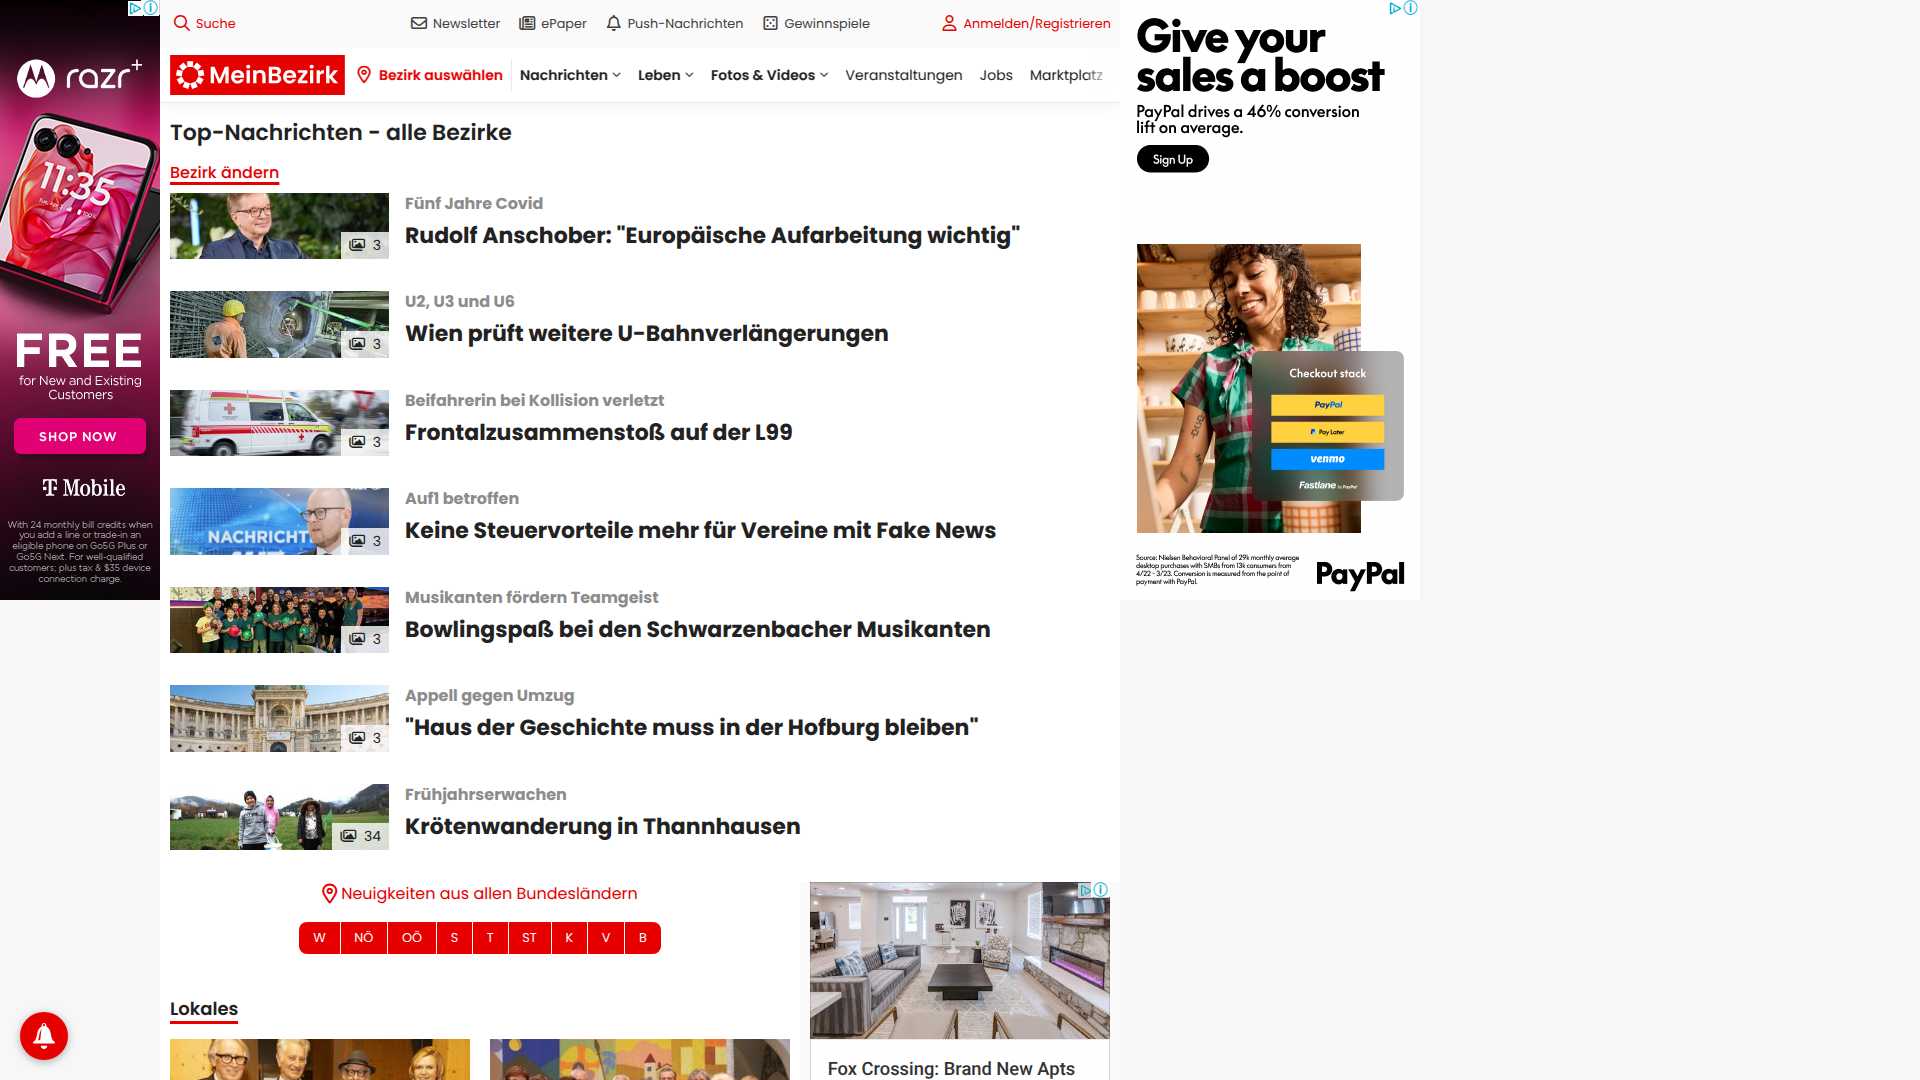 razr+
11:35
FREE
for New and Existing
Customers
SHOP NOW
T Mobile
With 24 monthly bill credits when
you add a line or trade-in an
eligible phone on Go5G Plus or
Go5G Next. For well-qualified
customers; plus tax & $35 device
connection charge.
Suche
Newsletter
ePaper
Push-Nachrichten
Gewinnspiele
Anmelden/Registrieren
MeinBezirk
Bezirk auswählen
Nachrichten
Leben
Fotos & Videos
Veranstaltungen
Jobs
Marktplatz
Top-Nachrichten - alle Bezirke
Bezirk ändern
3
Fünf Jahre Covid
Rudolf Anschober: "Europäische Aufarbeitung wichtig"
3
U2, U3 und U6
Wien prüft weitere U-Bahnverlängerungen
3
Beifahrerin bei Kollision verletzt
Frontalzusammenstoß auf der L99
NACHRICHT
3
Auf1 betroffen
Keine Steuervorteile mehr für Vereine mit Fake News
3
Musikanten fördern Teamgeist
Bowlingspaß bei den Schwarzenbacher Musikanten
3
Appell gegen Umzug
"Haus der Geschichte muss in der Hofburg bleiben"
34
Frühjahrserwachen
Krötenwanderung in Thannhausen
Neuigkeiten aus allen Bundesländern
W
NÖ
OÖ
S
T
ST
K
V
B
Lokales
Fox Crossing: Brand New Apts
Give your
sales a boost
PayPal drives a 46% conversion
lift on average.
Sign Up
Checkout stack
PayPal
Pay Later
venmo
Fastlane by PayPal
Source: Nielsen Behavioral Panel of 29k monthly average
desktop purchases with SMBs from 13k consumers from
4/22 - 3/23. Conversion is measured from the point of
payment with PayPal.
PayPal